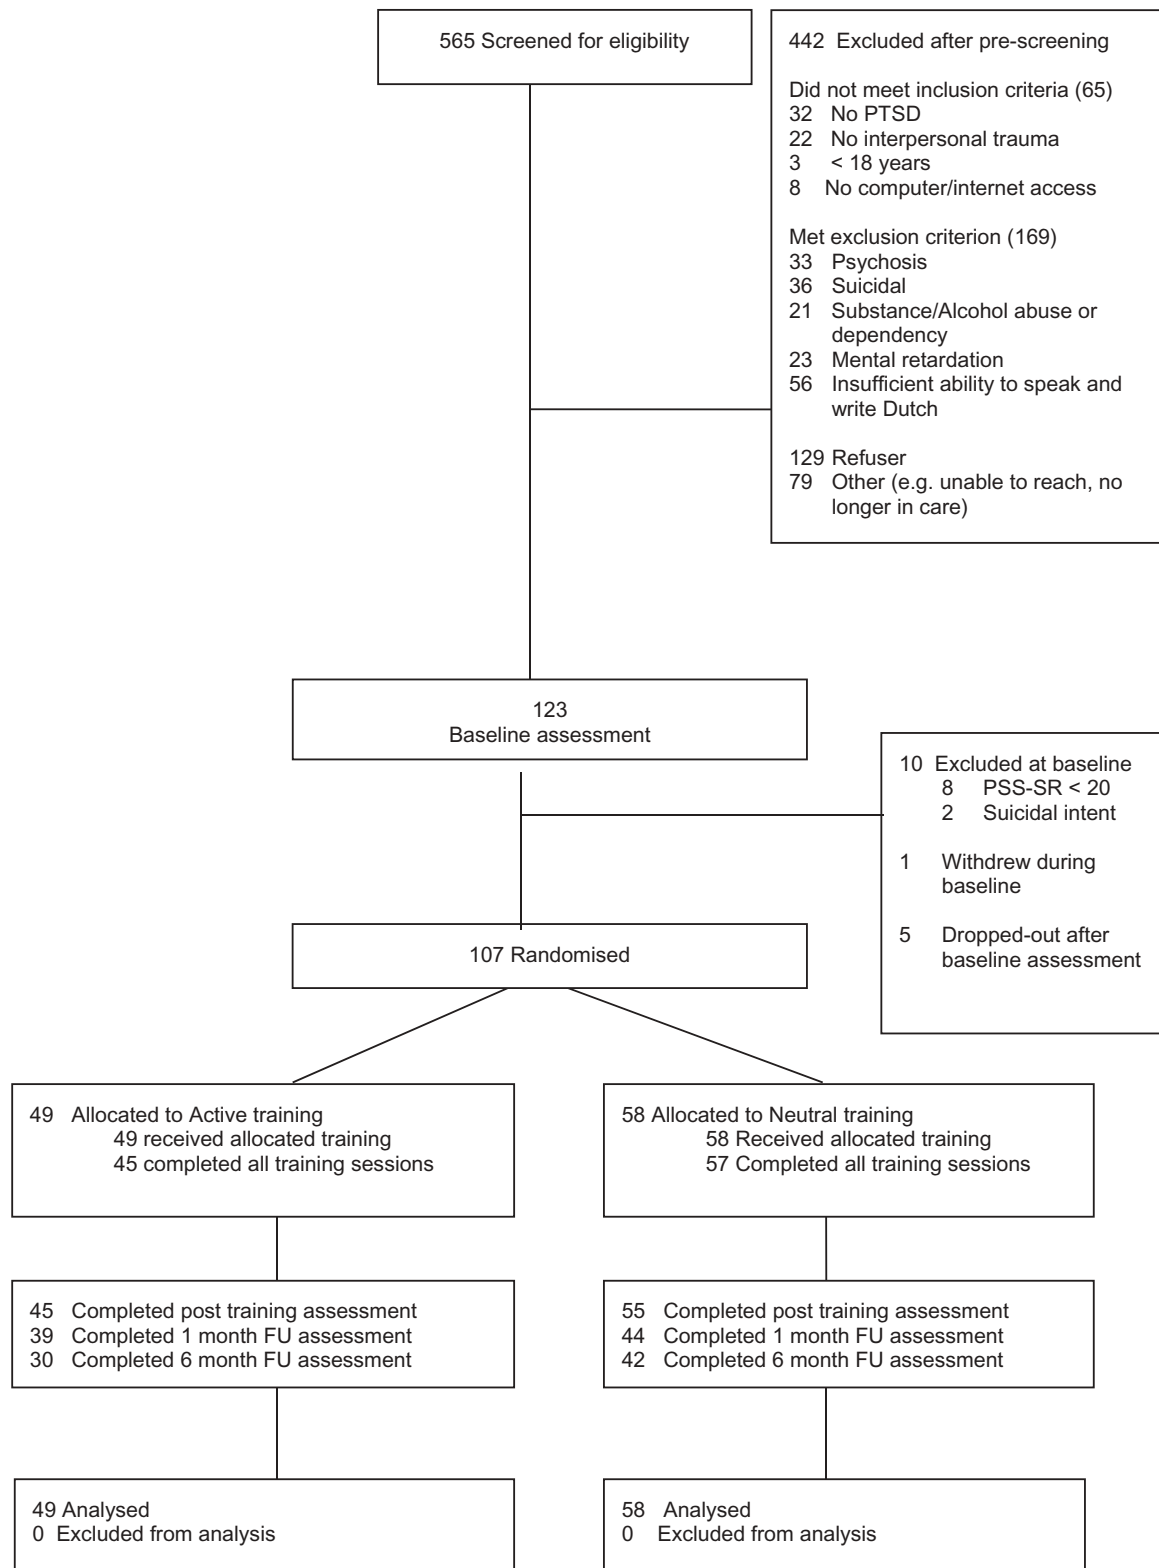 565 Screened for eligibility
442 Excluded after pre-screening
Did not meet inclusion criteria (65)
32 No PTSD
22 No interpersonal trauma
3 < 18 years
8 No computer/internet access
Met exclusion criterion (169)
33 Psychosis
36 Suicidal
21 Substance/Alcohol abuse or
dependency
23 Mental retardation
56 Insufficient ability to speak and
write Dutch
129 Refuser
79 Other (e.g. unable to reach, no
longer in care)
123
Baseline assessment
10 Excluded at baseline
8 PSS-SR < 20
2 Suicidal intent
1 Withdrew during
baseline
5 Dropped-out after
baseline assessment
107 Randomised
49 Allocated to Active training
49 received allocated training
45 completed all training sessions
58 Allocated to Neutral training
58 Received allocated training
57 Completed all training sessions
45 Completed post training assessment
39 Completed 1 month FU assessment
30 Completed 6 month FU assessment
55 Completed post training assessment
44 Completed 1 month FU assessment
42 Completed 6 month FU assessment
49 Analysed
0 Excluded from analysis
58 Analysed
0 Excluded from analysis